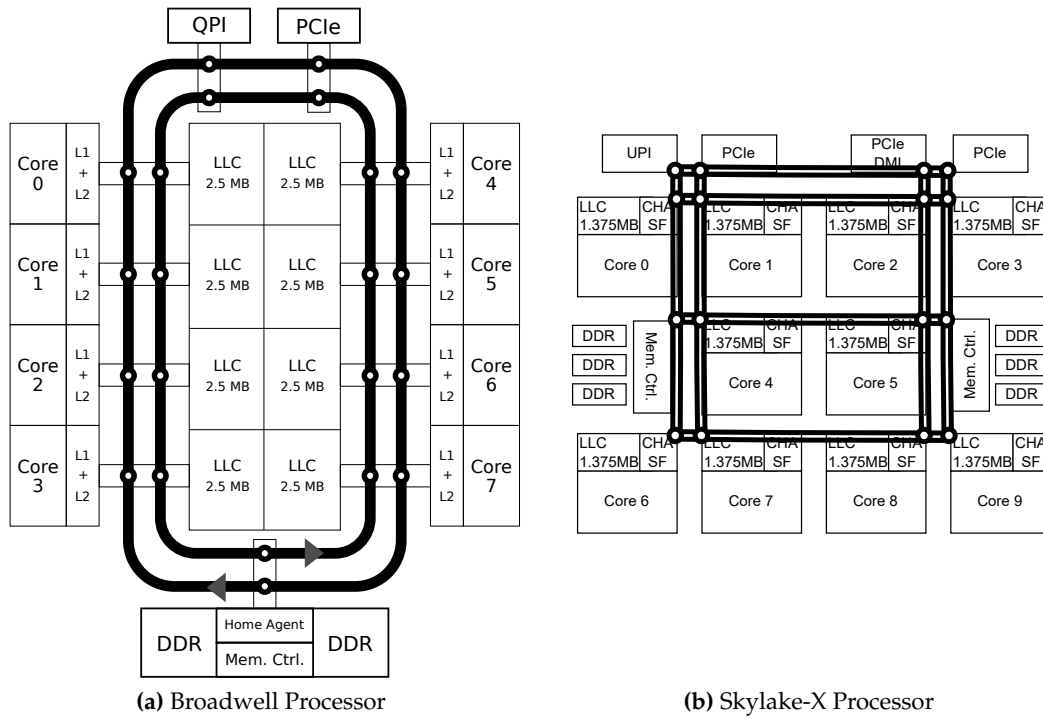 QPI PCIe
Core 0 L1 + L2 LLC 2.5 MB LLC 2.5 MB L1 + L2 Core 4
Core 1 L1 + L2 LLC 2.5 MB LLC 2.5 MB L1 + L2 Core 5
Core 2 L1 + L2 LLC 2.5 MB LLC 2.5 MB L1 + L2 Core 6
Core 3 L1 + L2 LLC 2.5 MB LLC 2.5 MB L1 + L2 Core 7
DDR Home Agent DDR
Mem. Ctrl.
(a) Broadwell Processor
UPI PCIe PCIe DMI PCIe
LLC CHA LLC CHA LLC CHA LLC CHA
1.375MB SF 1.375MB SF 1.375MB SF 1.375MB SF
Core 0 Core 1 Core 2 Core 3
DDR Mem. Ctrl. LLC CHA LLC CHA Mem. Ctrl. DDR
DDR 1.375MB SF 1.375MB SF DDR
DDR Core 4 Core 5 DDR
LLC CHA LLC CHA LLC CHA LLC CHA
1.375MB SF 1.375MB SF 1.375MB SF 1.375MB SF
Core 6 Core 7 Core 8 Core 9
(b) Skylake-X Processor